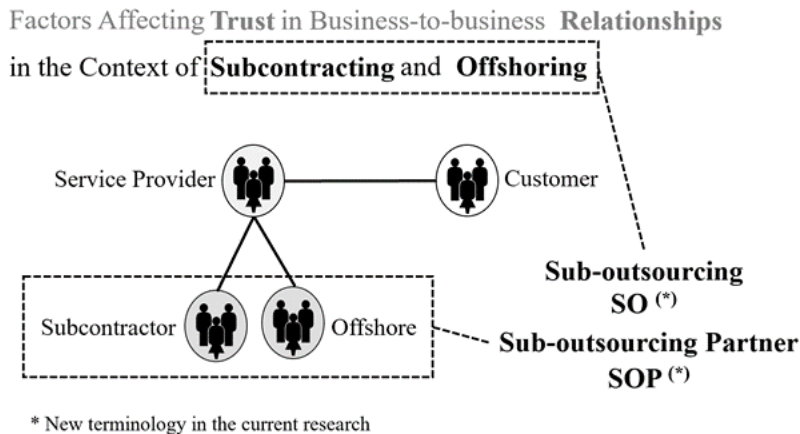 Factors Affecting Trust in Business-to-business Relationships
in the Context of Subcontracting and Offshoring
Service Provider
Customer
Sub-outsourcing
SO (*)
Subcontractor
Offshore
Sub-outsourcing Partner
SOP (*)
* New terminology in the current research